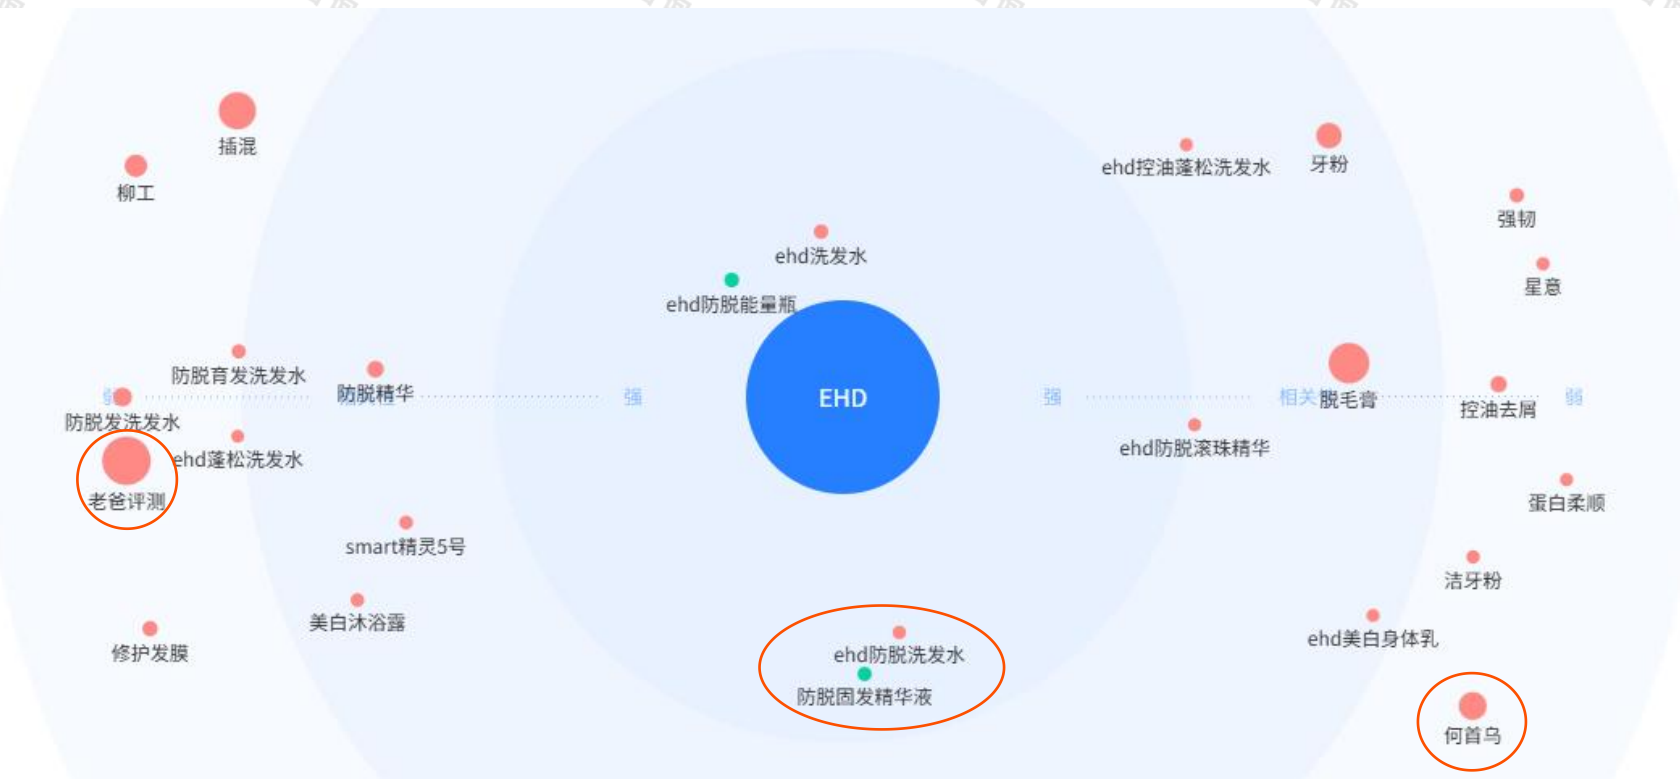 插混
柳工
ehd控油蓬松洗发水
牙粉
强韧
星意
ehd洗发水
ehd防脱能量瓶
防脱育发洗发水
防脱精华
强
EHD
强
相关
脱毛膏
控油去屑
弱
弱
防脱发洗发水
ehd蓬松洗发水
老爸评测
ehd防脱滚珠精华
蛋白柔顺
smart精灵5号
洁牙粉
美白沐浴露
修护发膜
ehd防脱洗发水
防脱固发精华液
ehd美白身体乳
何首乌